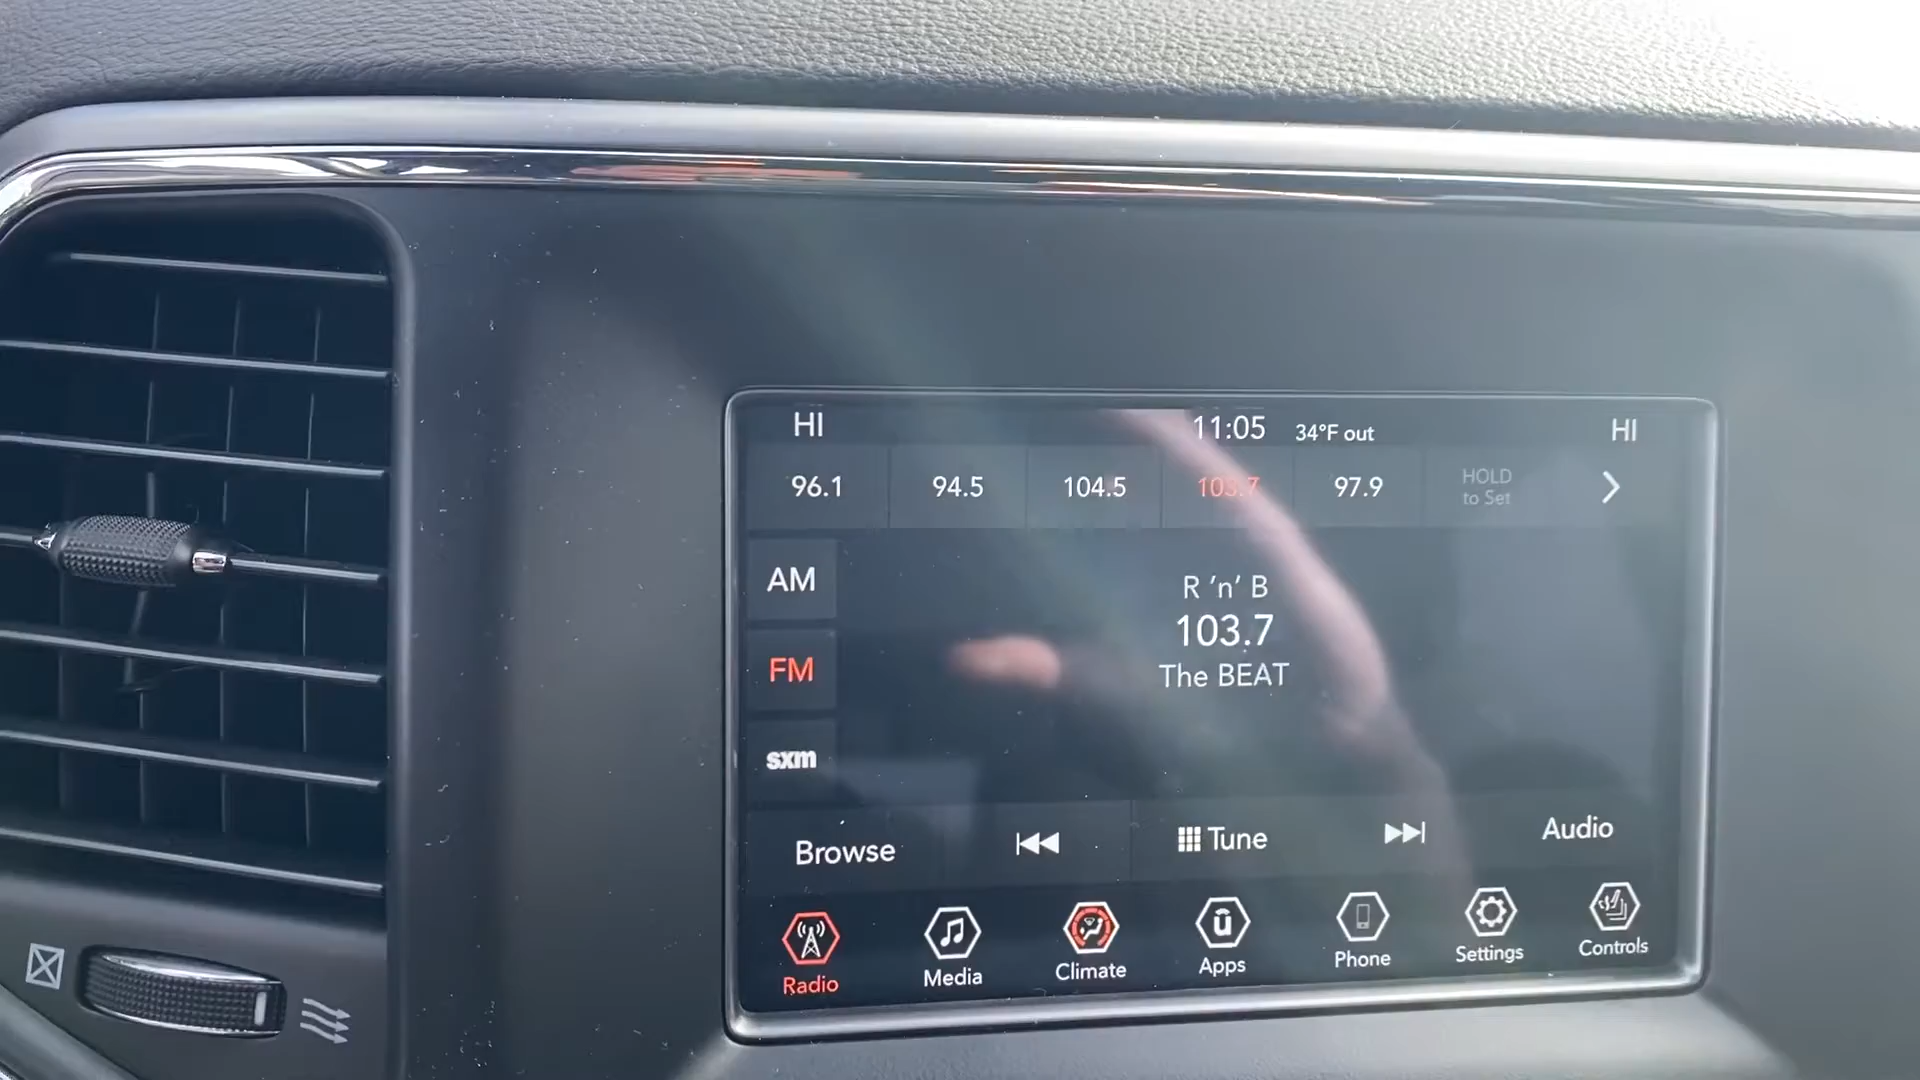 HI 11:05 34°F out HI
96.1 94.5 104.5 103.7 97.9 HOLD
to Set
AM
R 'n' B
103.7
FM
The BEAT
sxm
Browse Tune Audio
Radio Media Climate Apps Phone Settings Controls